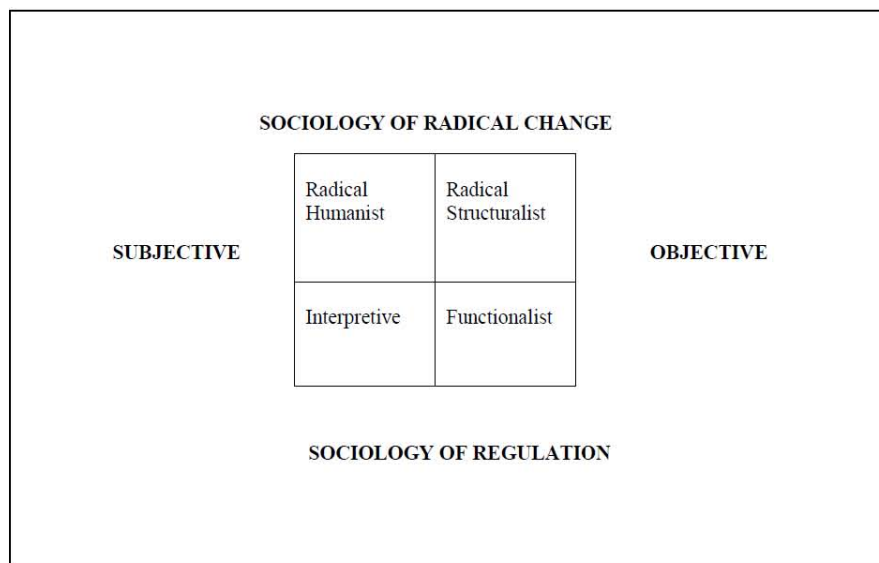 SOCIOLOGY OF RADICAL CHANGE
Radical
Humanist
Radical
Structuralist
SUBJECTIVE
OBJECTIVE
Interpretive
Functionalist
SOCIOLOGY OF REGULATION